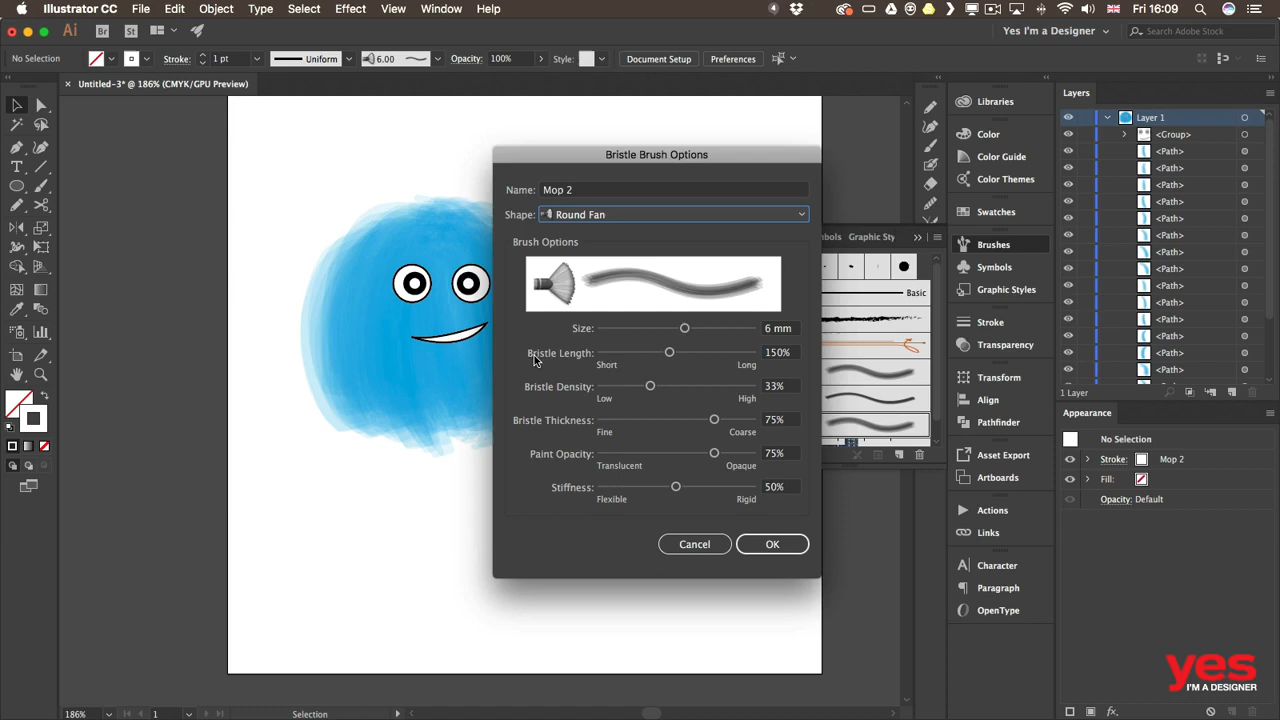 Illustrator CC File Edit Object Type Select Effect View Window Help Fri 16:09
Ai Br St Yes I'm a Designer Search Adobe Stock
No Selection Stroke: 1 pt Uniform 6.00 Opacity: 100% Style: Document Setup Preferences
× Untitled-3* @ 186% (CMYK/GPU Preview)
Bristle Brush Options
Name: Mop 2
Shape: Round Fan
Brush Options
Size: 6 mm
Bristle Length: 150%
Short Long
Bristle Density: 33%
Low High
Bristle Thickness: 75%
Fine Coarse
Paint Opacity: 75%
Translucent Opaque
Stiffness: 50%
Flexible Rigid
Cancel OK
mbols Graphic Sty
Basic
Libraries
Color
Color Guide
Color Themes
Swatches
Brushes
Symbols
Graphic Styles
Stroke
Transparency
Transform
Align
Pathfinder
Asset Export
Artboards
Actions
Links
Character
Paragraph
OpenType
Layers
Layer 1
<Group>
<Path>
<Path>
<Path>
<Path>
<Path>
<Path>
<Path>
<Path>
<Path>
<Path>
<Path>
<Path>
<Path>
<Path>
1 Layer
Appearance
No Selection
Stroke: Mop 2
Fill:
Opacity: Default
yes
I'M A DESIGNER
186% 1 Selection
fx